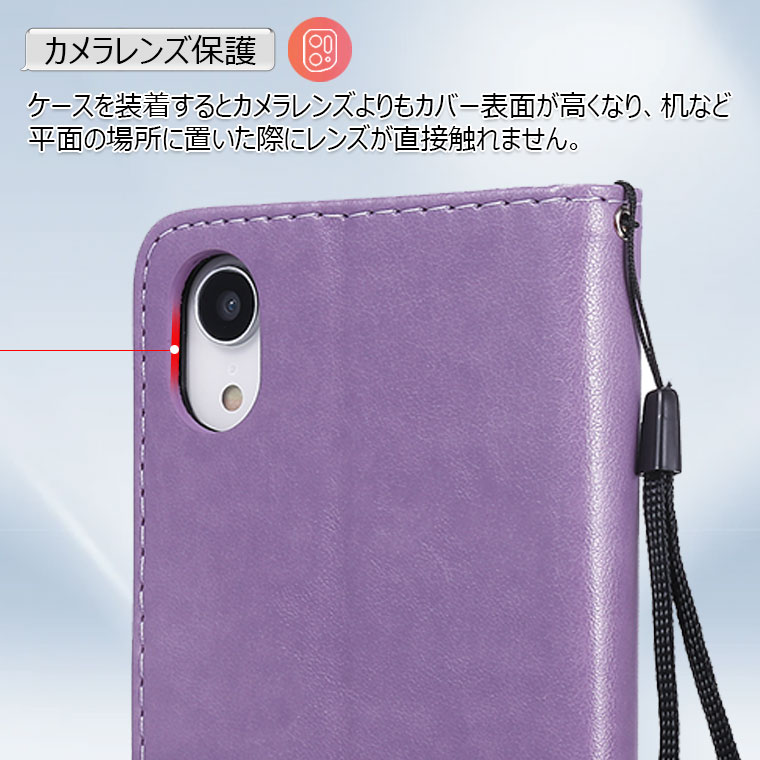 カメラレンズ保護
ケースを装着するとカメラレンズよりもカバー表面が高くなり、机など
平面の場所に置いた際にレンズが直接触れません。